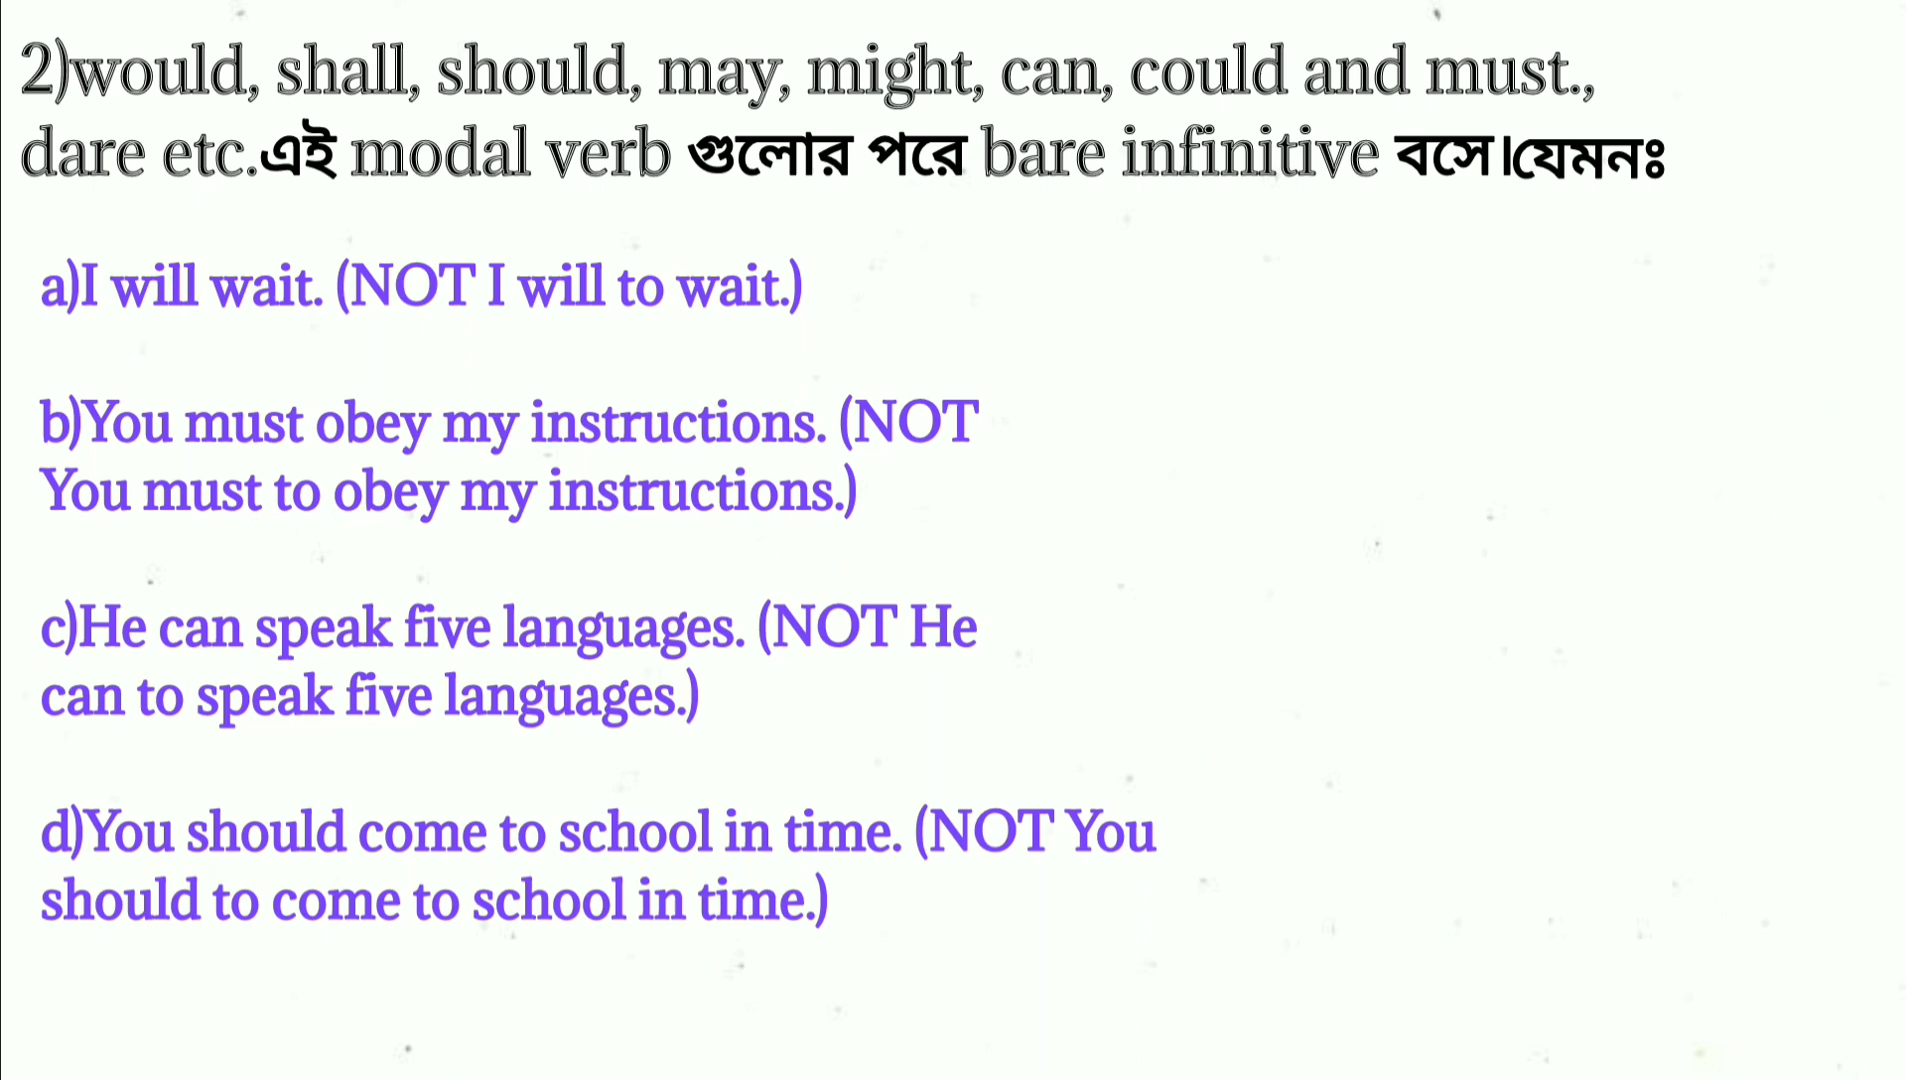 2)would, shall, should, may, might, can, could and must.,
dare etc.এই modal verb গুলোর পরে bare infinitive বসে।যেমনঃ
a)I will wait. (NOT I will to wait.)
b)You must obey my instructions. (NOT
You must to obey my instructions.)
c)He can speak five languages. (NOT He
can to speak five languages.)
d)You should come to school in time. (NOT You
should to come to school in time.)